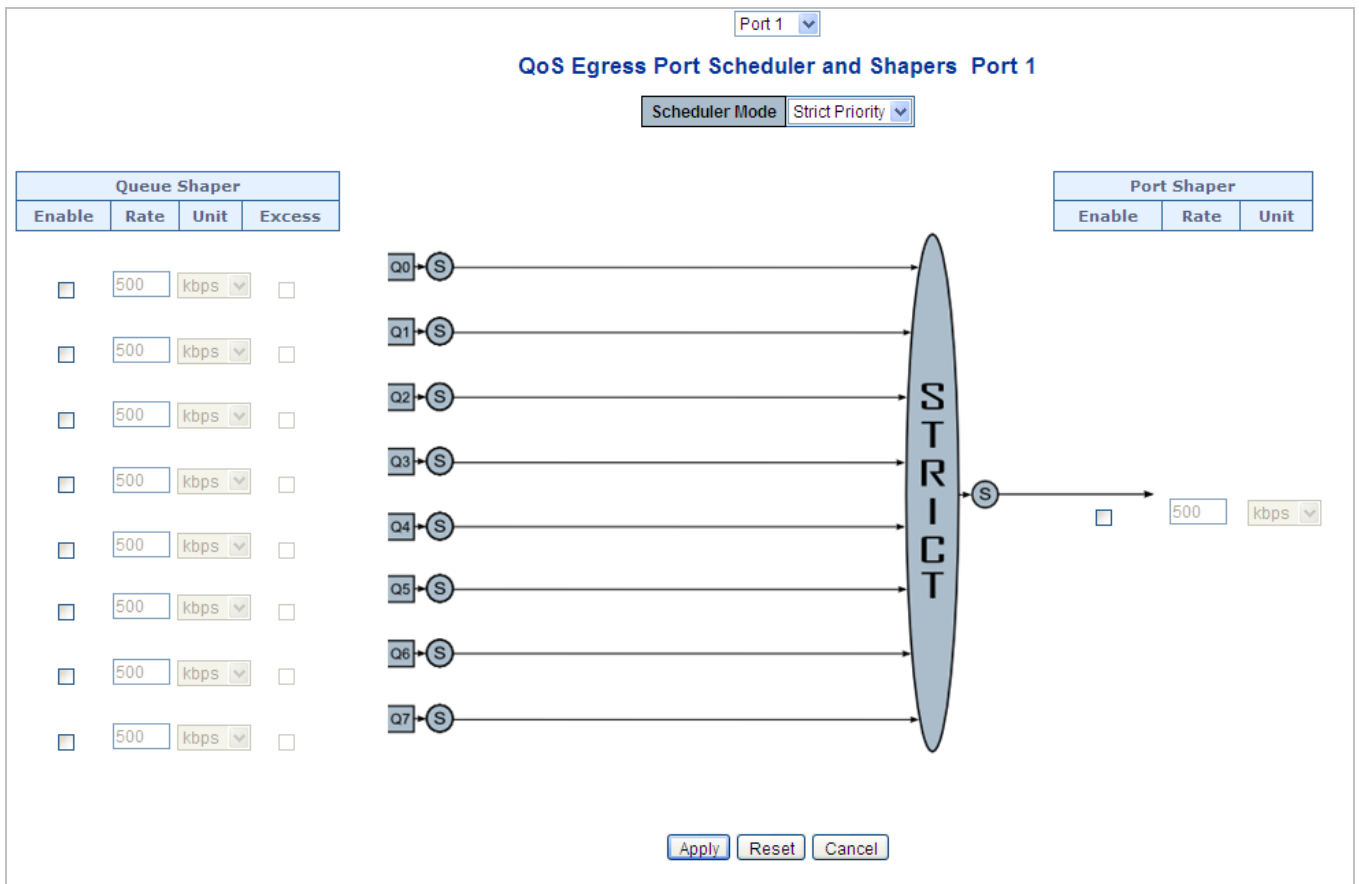 Port 1
QoS Egress Port Scheduler and Shapers Port 1
Scheduler Mode Strict Priority
Queue Shaper
Enable Rate Unit Excess
Port Shaper
Enable Rate Unit
500 kbps
Q0 S
500 kbps
Q1 S
500 kbps
Q2 S
500 kbps
Q3 S
500 kbps
Q4 S
500 kbps
Q5 S
500 kbps
Q6 S
500 kbps
Q7 S
STRICT
S
500 kbps
Apply Reset Cancel